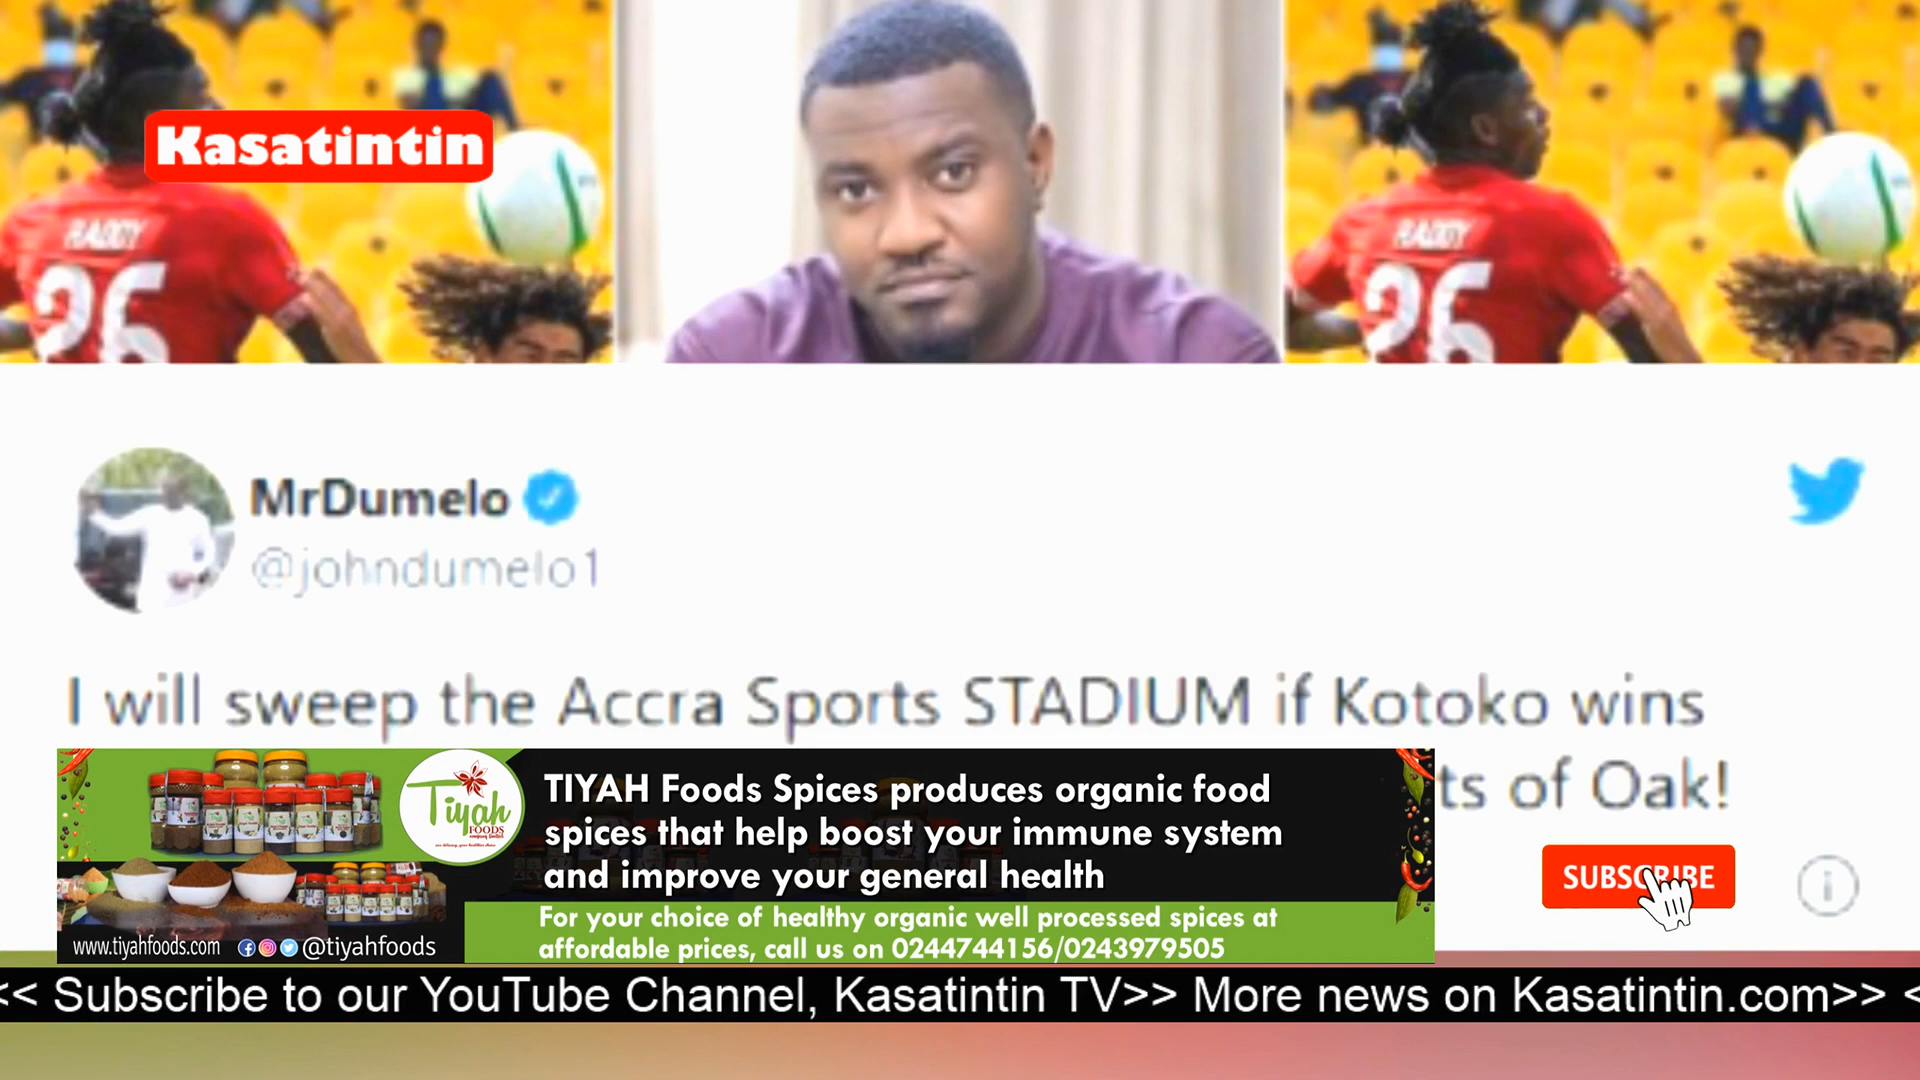 Kasatintin
RADDY
26
RADDY
26
MrDumelo
@johndumelo1
I will sweep the Accra Sports STADIUM if Kotoko wins
ts of Oak!
Tiyah
FOODS
TIYAH Foods Spices produces organic food
spices that help boost your immune system
and improve your general health
For your choice of healthy organic well processed spices at
affordable prices, call us on 0244744156/0243979505
www.tiyahfoods.com @tiyahfoods
SUBSCRIBE
<< Subscribe to our YouTube Channel, Kasatintin TV>> More news on Kasatintin.com>> <